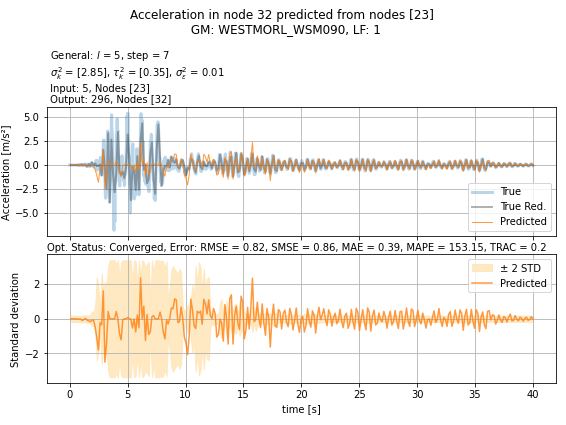 Acceleration in node 32 predicted from nodes [23]
GM: WESTMORL_WSM090, LF: 1
General: l = 5, step = 7
σ²ₖ = [2.85], τ²ₖ = [0.35], σ²ε = 0.01
Input: 5, Nodes [23]
Output: 296, Nodes [32]
5.0
2.5
0.0
−2.5
−5.0
Acceleration [m/s²]
True
True Red.
Predicted
Opt. Status: Converged, Error: RMSE = 0.82, SMSE = 0.86, MAE = 0.39, MAPE = 153.15, TRAC = 0.2
2
0
−2
Standard deviation
± 2 STD
Predicted
0 5 10 15 20 25 30 35 40
time [s]